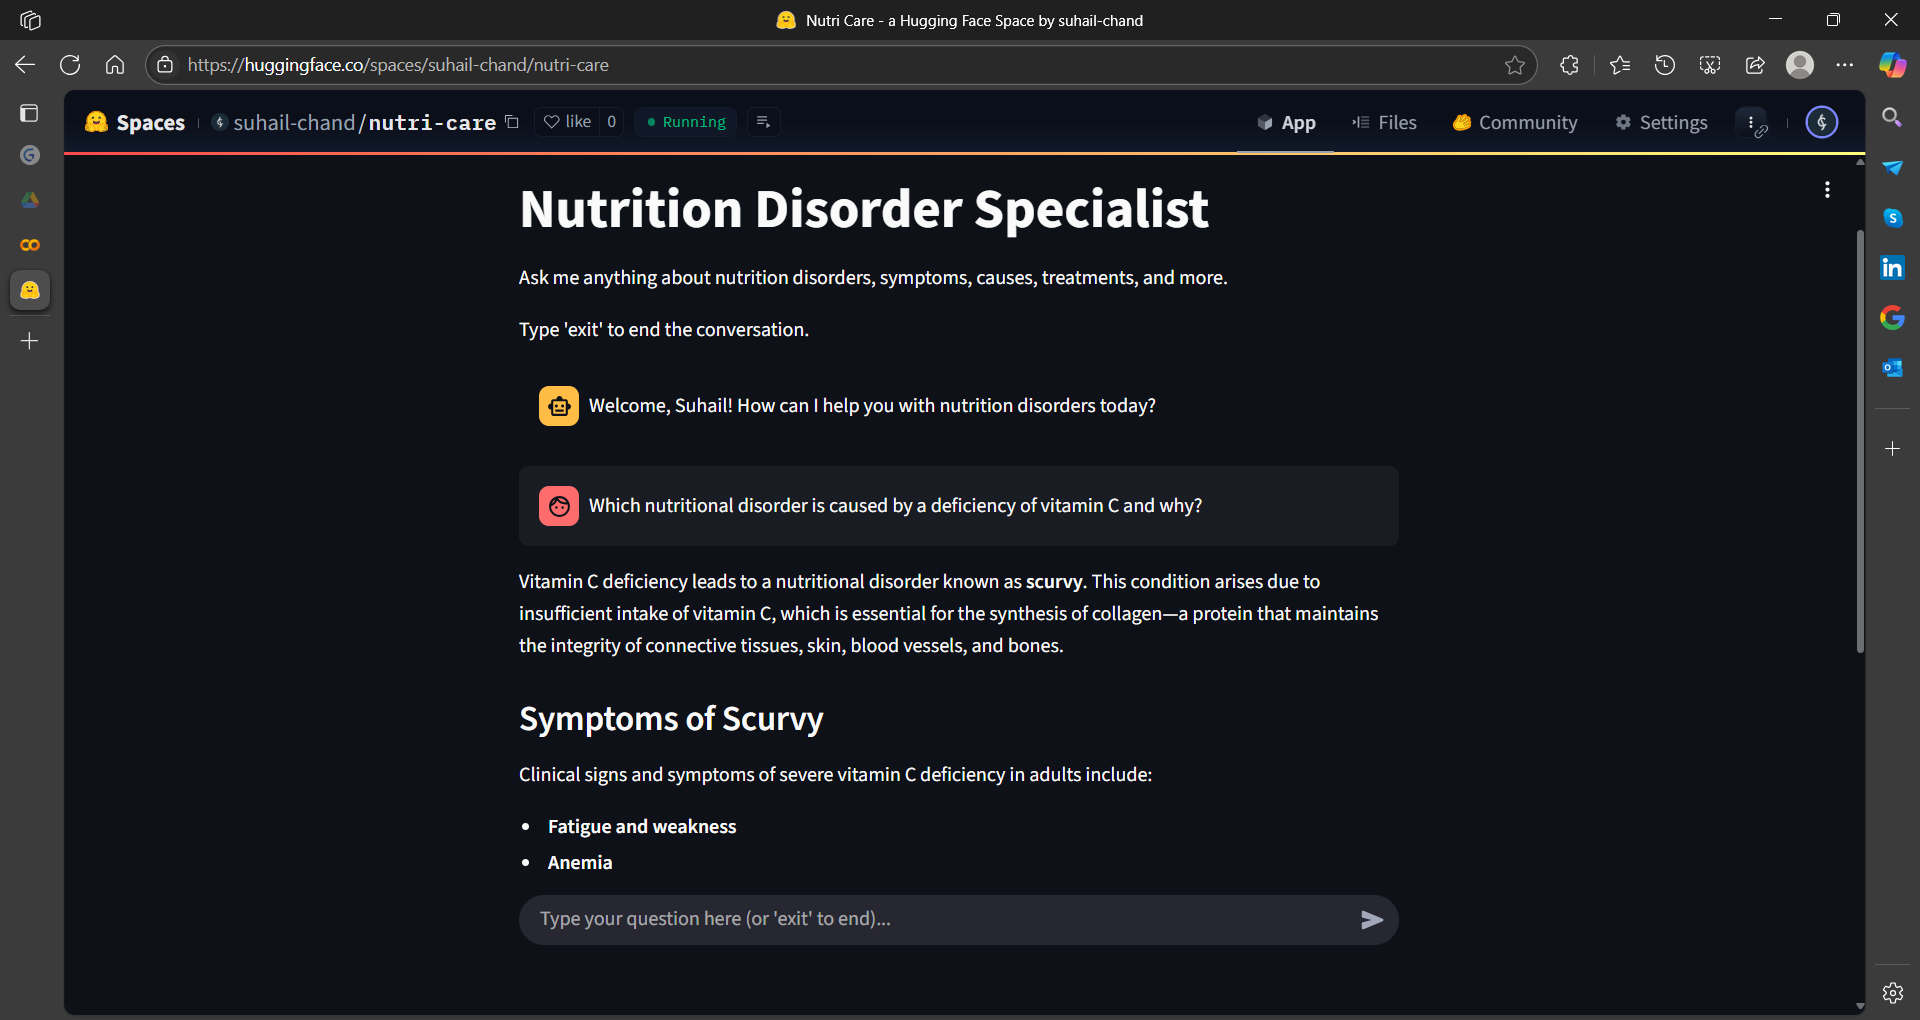 Nutri Care - a Hugging Face Space by suhail-chand
https://huggingface.co/spaces/suhail-chand/nutri-care
Spaces suhail-chand/nutri-care like 0 Running App Files Community Settings
Nutrition Disorder Specialist
Ask me anything about nutrition disorders, symptoms, causes, treatments, and more.
Type 'exit' to end the conversation.
Welcome, Suhail! How can I help you with nutrition disorders today?
Which nutritional disorder is caused by a deficiency of vitamin C and why?
Vitamin C deficiency leads to a nutritional disorder known as scurvy. This condition arises due to
insufficient intake of vitamin C, which is essential for the synthesis of collagen—a protein that maintains
the integrity of connective tissues, skin, blood vessels, and bones.
Symptoms of Scurvy
Clinical signs and symptoms of severe vitamin C deficiency in adults include:
• Fatigue and weakness
• Anemia
Type your question here (or 'exit' to end)...